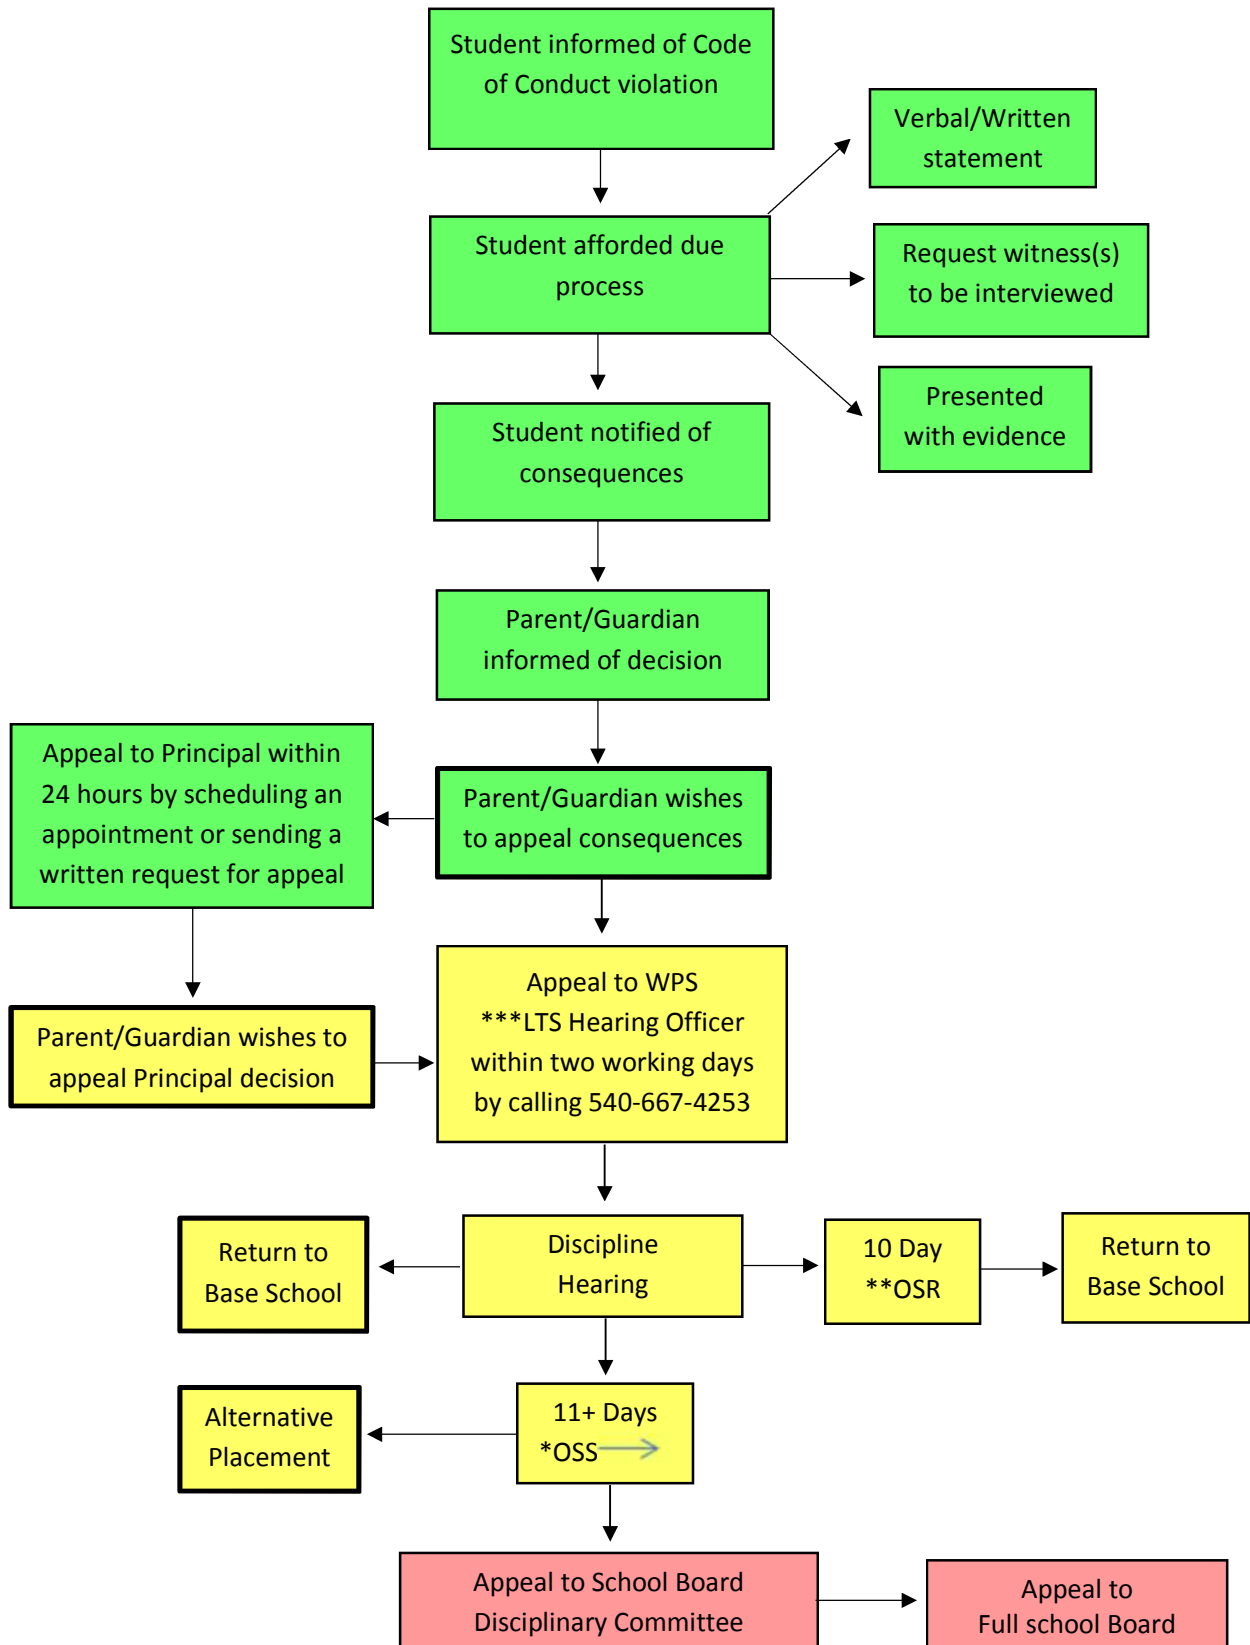 Student informed of Code
of Conduct violation
Verbal/Written
statement
Student afforded due
process
Request witness(s)
to be interviewed
Presented
with evidence
Student notified of
consequences
Parent/Guardian
informed of decision
Appeal to Principal within
24 hours by scheduling an
appointment or sending a
written request for appeal
Parent/Guardian wishes
to appeal consequences
Appeal to WPS
***LTS Hearing Officer
within two working days
by calling 540-667-4253
Parent/Guardian wishes to
appeal Principal decision
Return to
Base School
Discipline
Hearing
10 Day
**OSR
Return to
Base School
Alternative
Placement
11+ Days
*OSS
Appeal to School Board
Disciplinary Committee
Appeal to
Full school Board